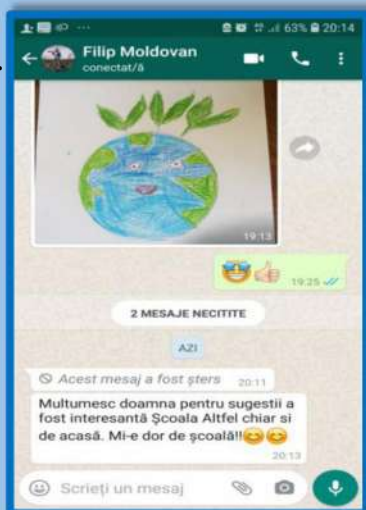 63% 20:14
Filip Moldovan
conectat/ă
19:13
19:25
2 MESAJE NECITITE
AZI
Acest mesaj a fost șters 20:11
Multumesc doamna pentru sugestii a
fost interesantă Școala Altfel chiar si
de acasă. Mi-e dor de școală!!
20:13
Scrieți un mesaj